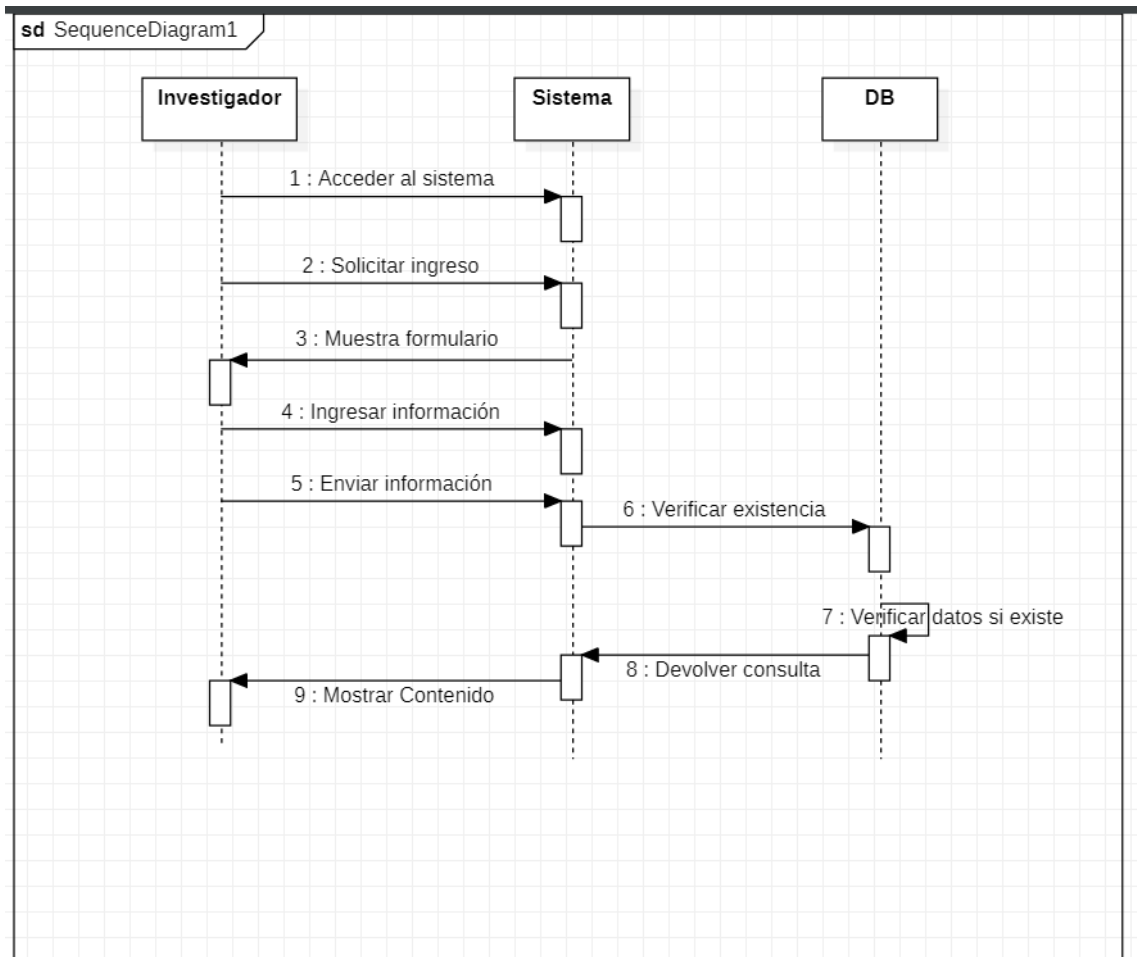 sd SequenceDiagram1
Investigador
Sistema
DB
1 : Acceder al sistema
2 : Solicitar ingreso
3 : Muestra formulario
4 : Ingresar información
5 : Enviar información
6 : Verificar existencia
7 : Verificar datos si existe
8 : Devolver consulta
9 : Mostrar Contenido